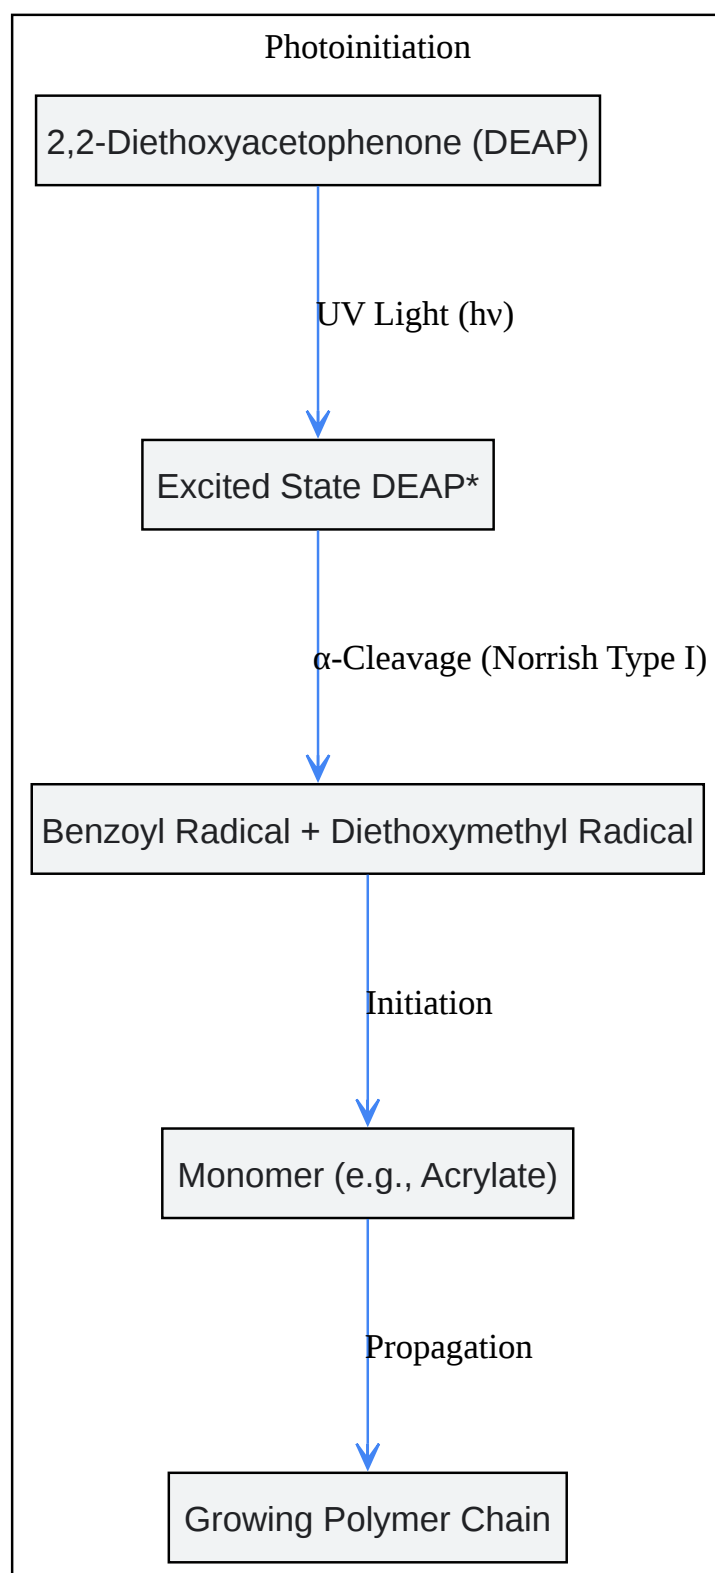 Photoinitiation
2,2-Diethoxyacetophenone (DEAP)
UV Light (hν)
Excited State DEAP*
α-Cleavage (Norrish Type I)
Benzoyl Radical + Diethoxymethyl Radical
Initiation
Monomer (e.g., Acrylate)
Propagation
Growing Polymer Chain